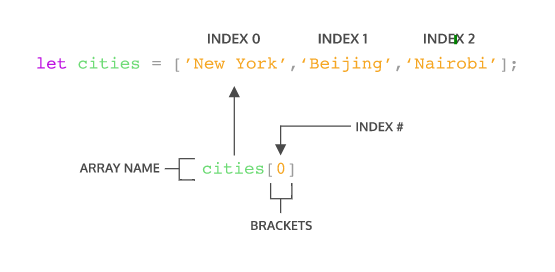 INDEX 0 INDEX 1 INDEX 2
let cities = [’New York’,‘Beijing’,‘Nairobi’];
INDEX #
ARRAY NAME
cities[0]
BRACKETS